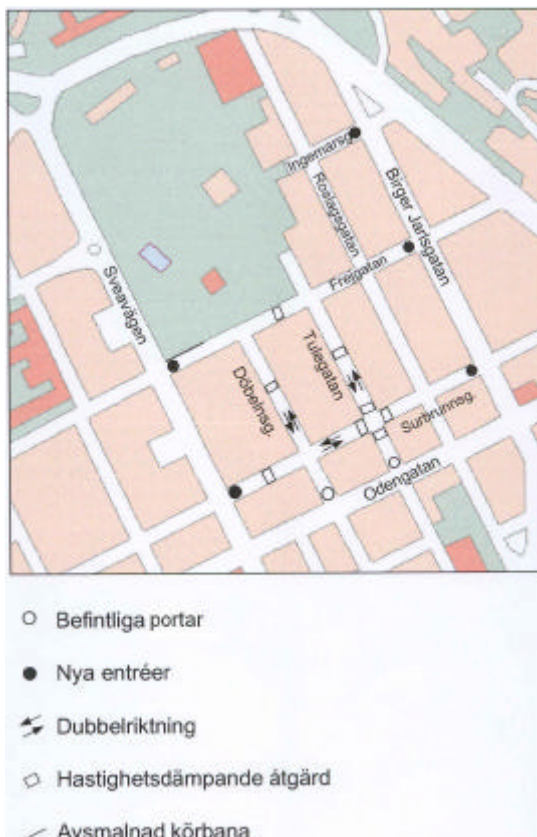 Ingemarsg.
Roslagsgatan
Birger Jarlsgatan
Frejgatan
Sveavägen
Tulegatan
Döbelnsg.
Surbrunnsg.
Odengatan
Befintliga portar
Nya entréer
Dubbelriktning
Hastighetsdämpande åtgärd
Avsmalnad körbana